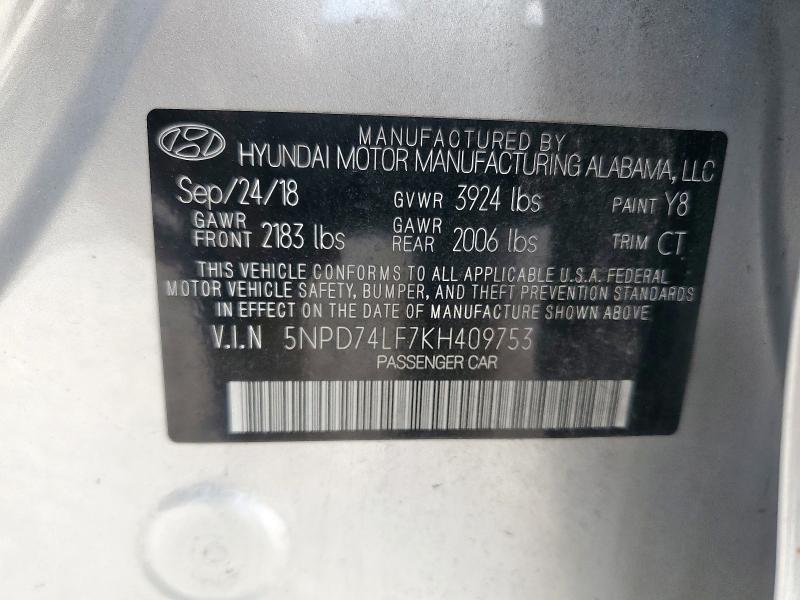 MANUFACTURED BY
HYUNDAI MOTOR MANUFACTURING ALABAMA, LLC
Sep/24/18 GVWR 3924 lbs PAINT Y8
GAWR FRONT 2183 lbs GAWR REAR 2006 lbs TRIM CT
THIS VEHICLE CONFORMS TO ALL APPLICABLE U.S.A. FEDERAL
MOTOR VEHICLE SAFETY, BUMPER, AND THEFT PREVENTION STANDARDS
IN EFFECT ON THE DATE OF MANUFACTURE SHOWN ABOVE.
V.I.N 5NPD74LF7KH409753
PASSENGER CAR